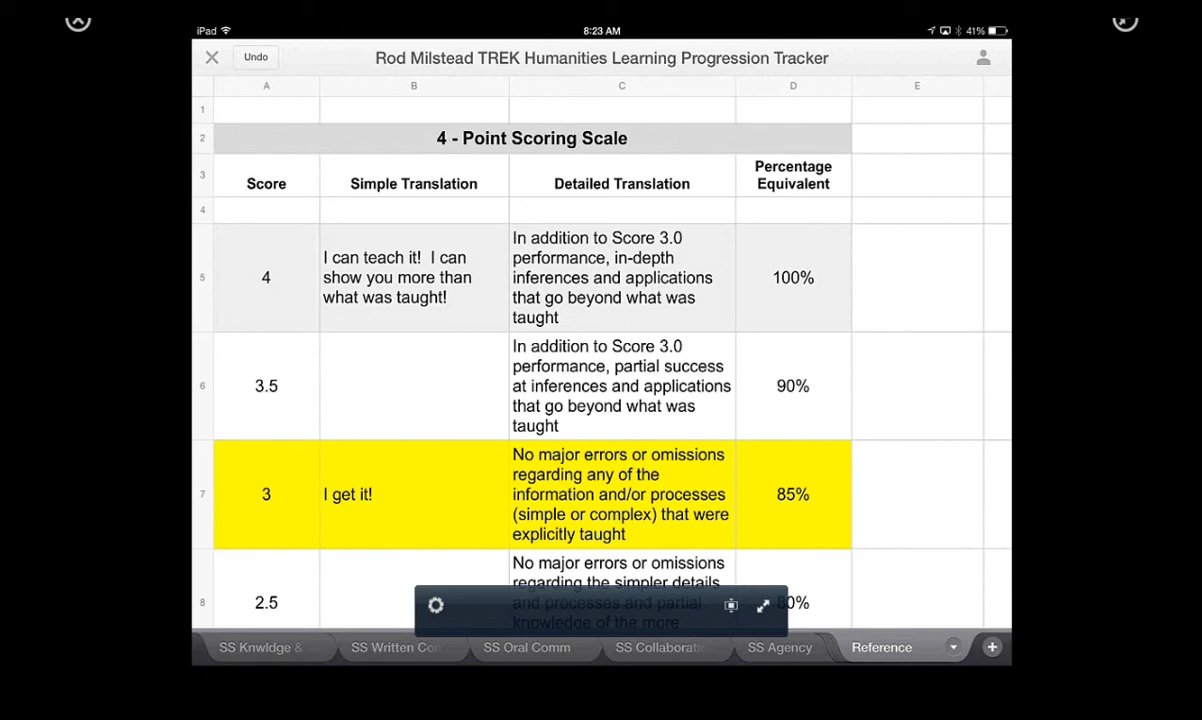 iPad 8:23 AM 41%
Undo Rod Milstead TREK Humanities Learning Progression Tracker
A B C D E
1
2 4 - Point Scoring Scale
3 Score Simple Translation Detailed Translation Percentage Equivalent
4
5
4
I can teach it! I can
show you more than
what was taught!
In addition to Score 3.0
performance, in-depth
inferences and applications
that go beyond what was
taught
100%
6
3.5
In addition to Score 3.0
performance, partial success
at inferences and applications
that go beyond what was
taught
90%
7
3
I get it!
No major errors or omissions
regarding any of the
information and/or processes
(simple or complex) that were
explicitly taught
85%
8
2.5
No major errors or omissions
regarding the simpler details
and processes and partial
knowledge of the more
80%
SS Knwldge & SS Written Com SS Oral Comm SS Collaborati SS Agency Reference